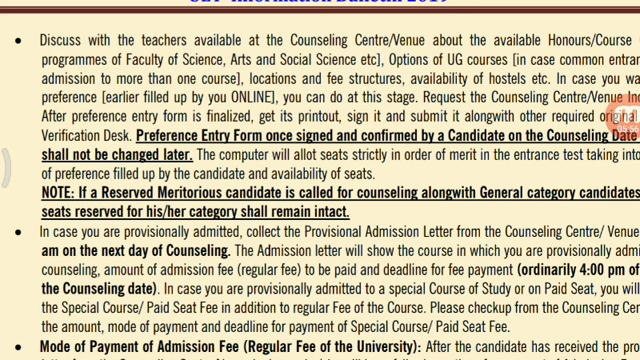 UET-Information Bulletin 2019
• Discuss with the teachers available at the Counseling Centre/Venue about the available Honours/Course
programmes of Faculty of Science, Arts and Social Science etc], Options of UG courses [in case common entran
admission to more than one course], locations and fee structures, availability of hostels etc. In case you wa
preference [earlier filled up by you ONLINE], you can do at this stage. Request the Counseling Centre/Venue Inc
After preference entry form is finalized, get its printout, sign it and submit it alongwith other required original
Verification Desk. Preference Entry Form once signed and confirmed by a Candidate on the Counseling Date
shall not be changed later. The computer will allot seats strictly in order of merit in the entrance test taking into
of preference filled up by the candidate and availability of seats.
NOTE: If a Reserved Meritorious candidate is called for counseling alongwith General category candidates
seats reserved for his/her category shall remain intact.
• In case you are provisionally admitted, collect the Provisional Admission Letter from the Counseling Centre/ Venue
am on the next day of Counseling. The Admission letter will show the course in which you are provisionally admi
counseling, amount of admission fee (regular fee) to be paid and deadline for fee payment (ordinarily 4:00 pm of
the Counseling date). In case you are provisionally admitted to a special Course of Study or on Paid Seat, you will
the Special Course/ Paid Seat Fee in addition to regular Fee of the Course. Please checkup from the Counseling Cen
the amount, mode of payment and deadline for payment of Special Course/ Paid Seat Fee.
• Mode of Payment of Admission Fee (Regular Fee of the University): After the candidate has received the pro